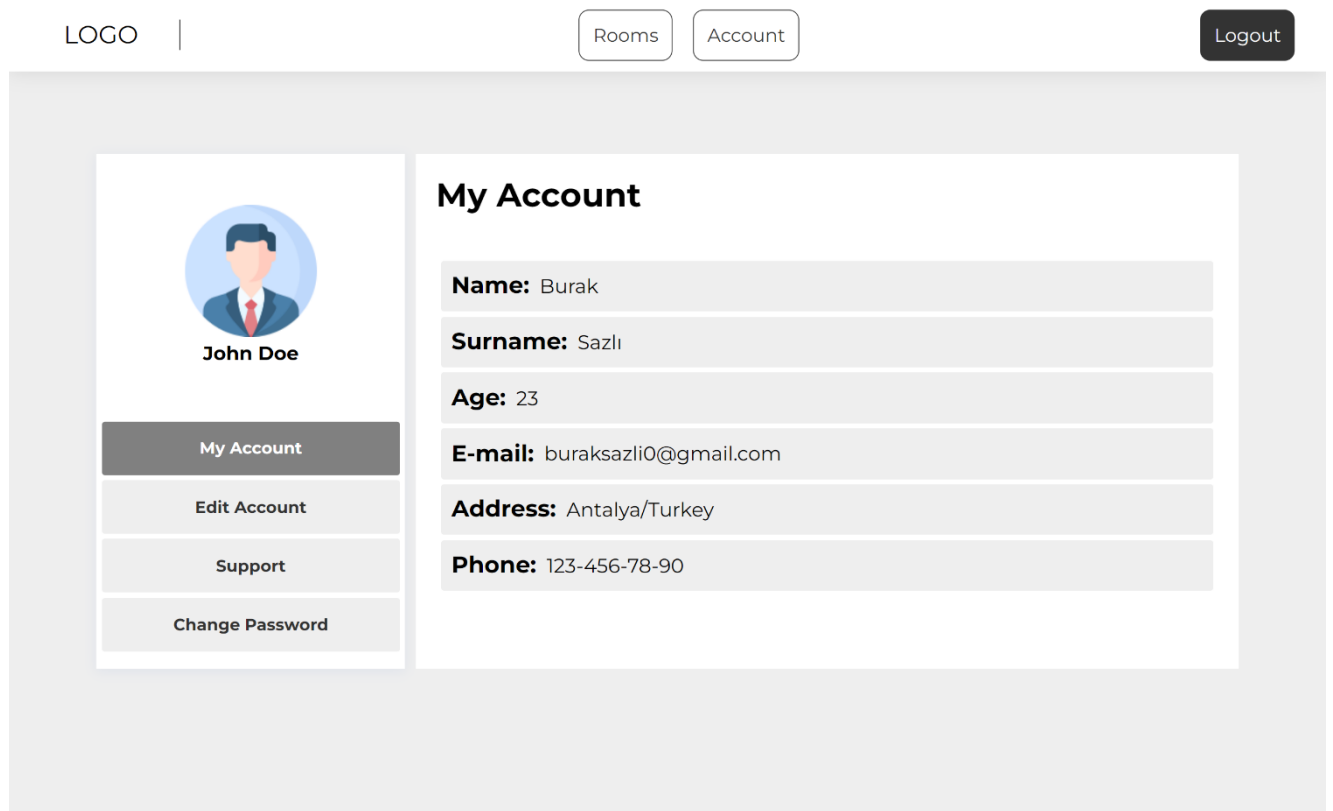 LOGO
Rooms
Account
Logout
John Doe
My Account
Edit Account
Support
Change Password
My Account
Name: Burak
Surname: Sazlı
Age: 23
E-mail: buraksazli0@gmail.com
Address: Antalya/Turkey
Phone: 123-456-78-90